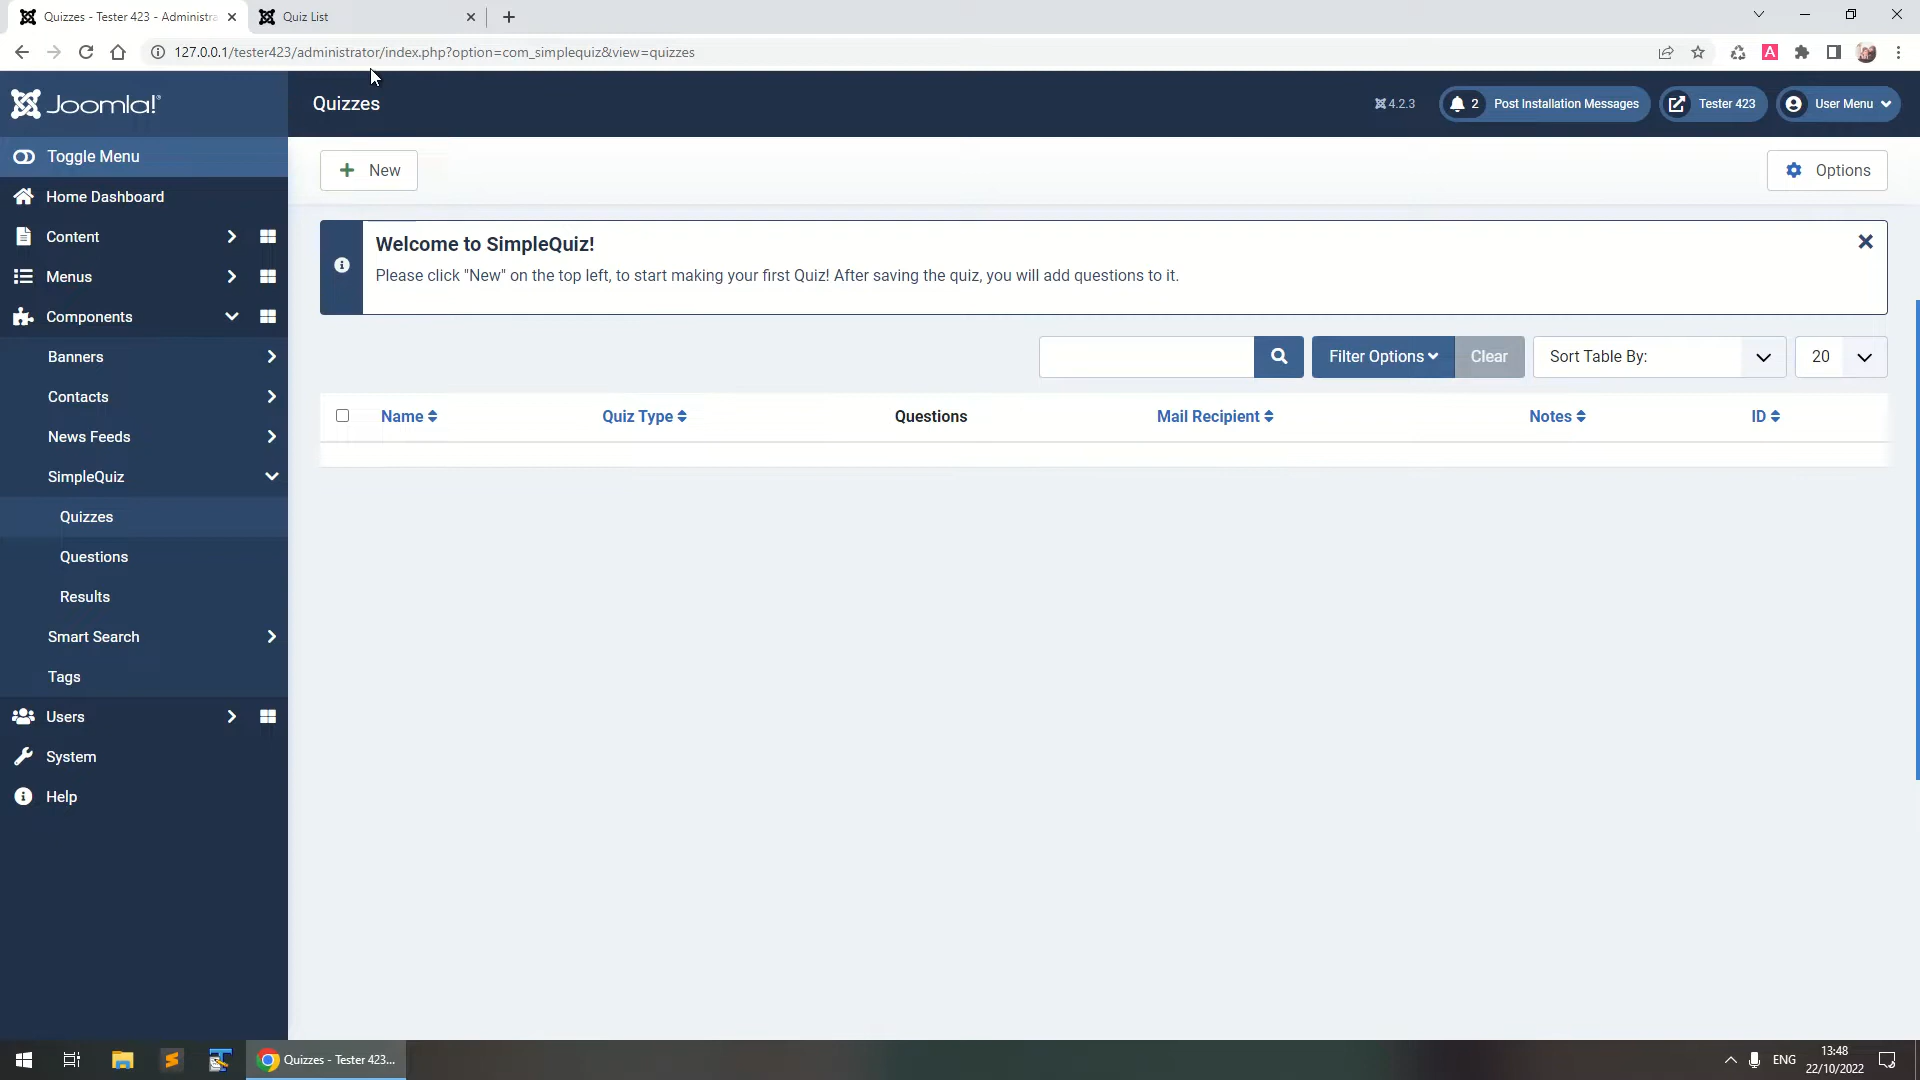 Quizzes - Tester 423 - Administra
Quiz List
127.0.0.1/tester423/administrator/index.php?option=com_simplequiz&view=quizzes
A
Joomla!®
Quizzes
4.2.3
2 Post Installation Messages
Tester 423
User Menu
Toggle Menu
New
Options
Home Dashboard
Content
Menus
Components
Banners
Contacts
News Feeds
SimpleQuiz
Quizzes
Questions
Results
Smart Search
Tags
Users
System
Help
Welcome to SimpleQuiz!
Please click "New" on the top left, to start making your first Quiz! After saving the quiz, you will add questions to it.
Filter Options
Clear
Sort Table By:
20
Name Quiz Type Questions Mail Recipient Notes ID
Quizzes - Tester 423...
ENG
13:48
22/10/2022